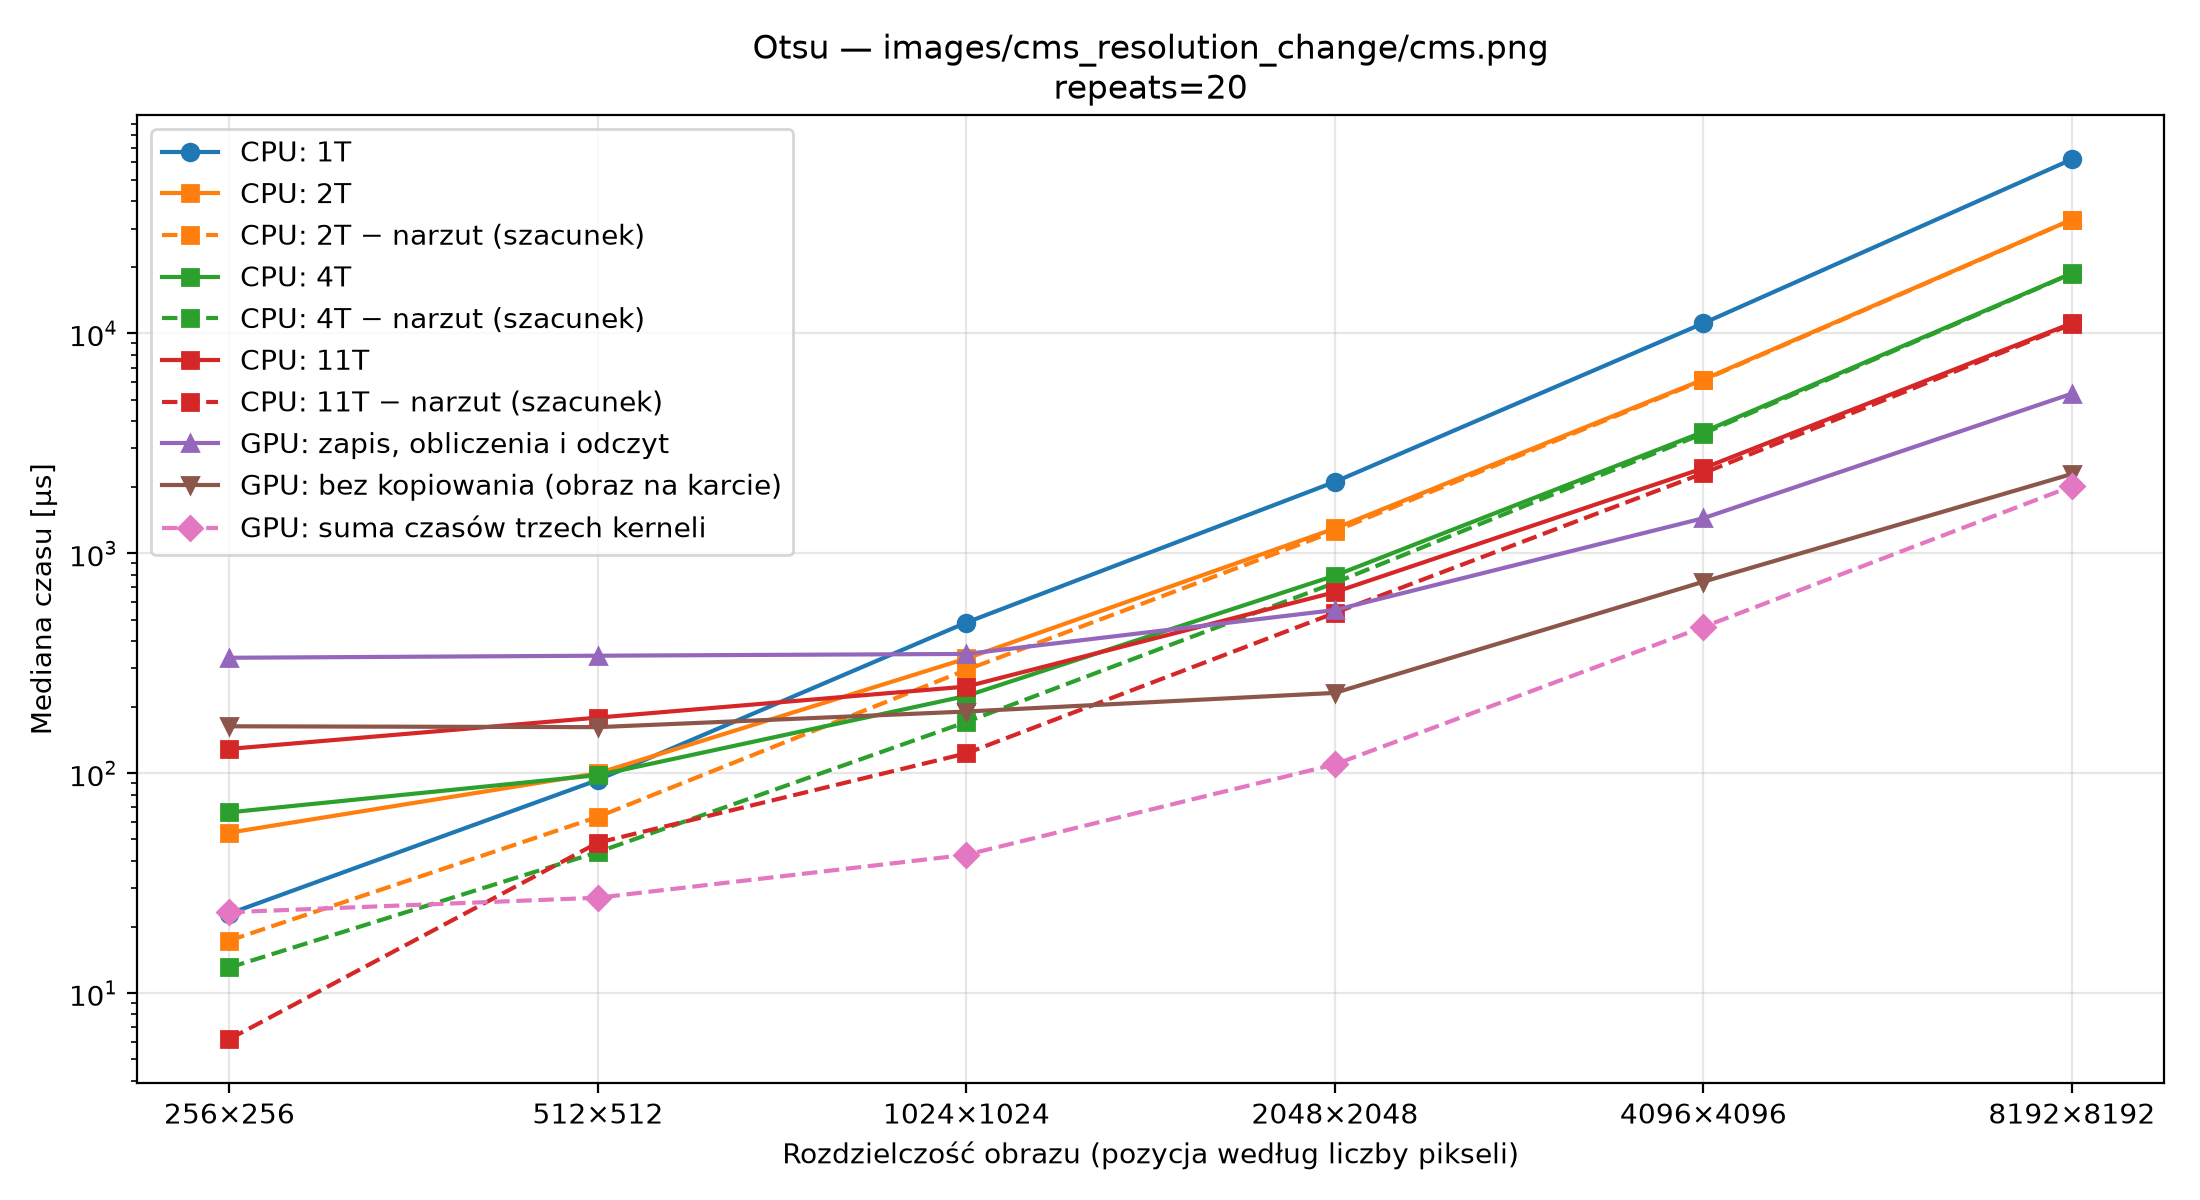 Otsu — images/cms_resolution_change/cms.png
repeats=20
CPU: 1T
CPU: 2T
CPU: 2T − narzut (szacunek)
CPU: 4T
CPU: 4T − narzut (szacunek)
CPU: 11T
CPU: 11T − narzut (szacunek)
GPU: zapis, obliczenia i odczyt
GPU: bez kopiowania (obraz na karcie)
GPU: suma czasów trzech kerneli
Mediana czasu [µs]
10⁴
10³
10²
10¹
256×256 512×512 1024×1024 2048×2048 4096×4096 8192×8192
Rozdzielczość obrazu (pozycja według liczby pikseli)